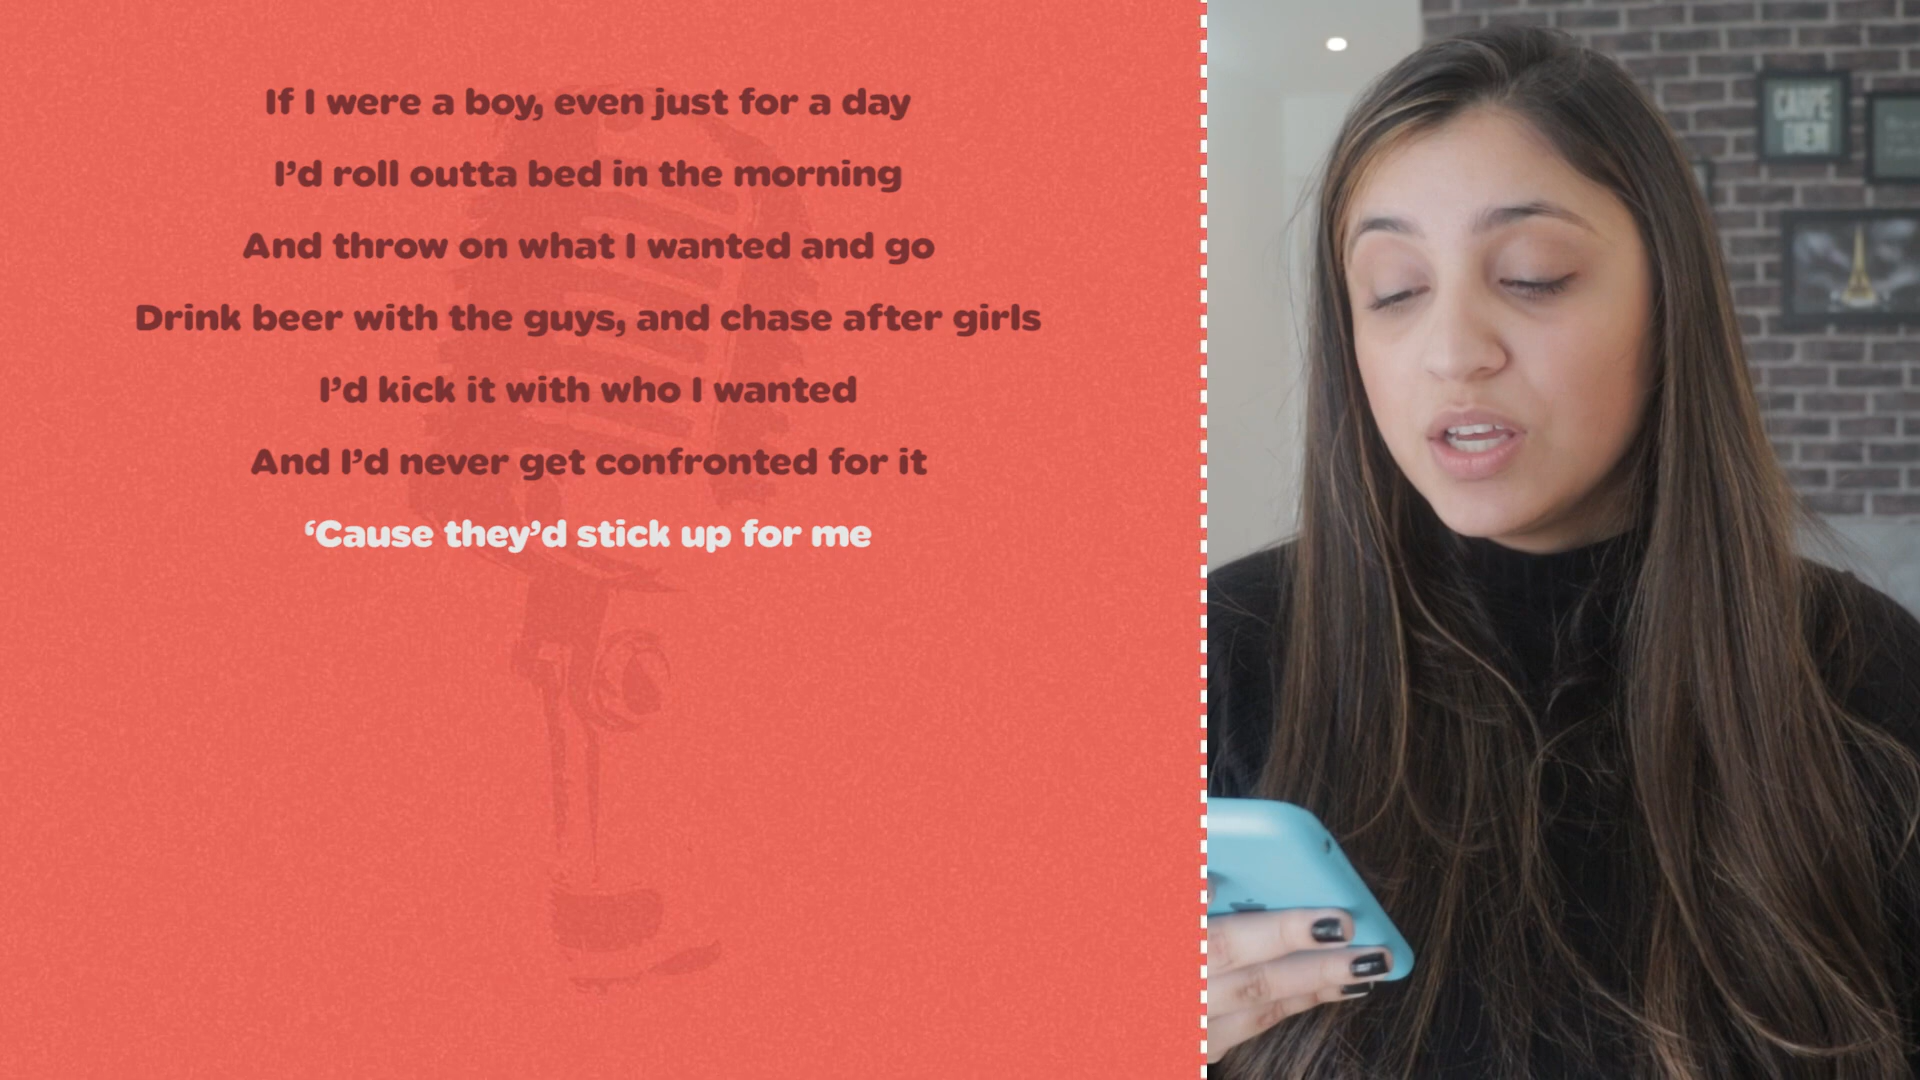 If I were a boy, even just for a day
I’d roll outta bed in the morning
And throw on what I wanted and go
Drink beer with the guys, and chase after girls
I’d kick it with who I wanted
And I’d never get confronted for it
‘Cause they’d stick up for me
CARPE
DIEM